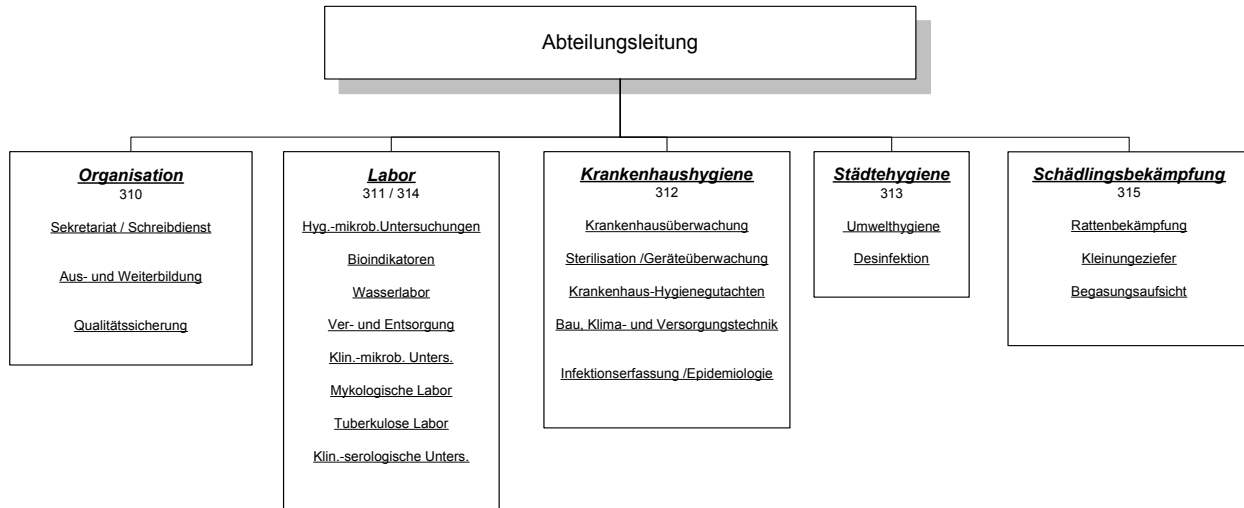 Abteilungsleitung
Organisation
310
Sekretariat / Schreibdienst
Aus- und Weiterbildung
Qualitätssicherung
Labor
311 / 314
Hyg.-mikrob.Untersuchungen
Bioindikatoren
Wasserlabor
Ver- und Entsorgung
Klin.-mikrob. Unters.
Mykologische Labor
Tuberkulose Labor
Klin.-serologische Unters.
Krankenhaushygiene
312
Krankenhausüberwachung
Sterilisation /Geräteüberwachung
Krankenhaus-Hygienegutachten
Bau, Klima- und Versorgungstechnik
Infektionserfassung /Epidemiologie
Städtehygiene
313
Umwelthygiene
Desinfektion
Schädlingsbekämpfung
315
Rattenbekämpfung
Kleinungeziefer
Begasungsaufsicht